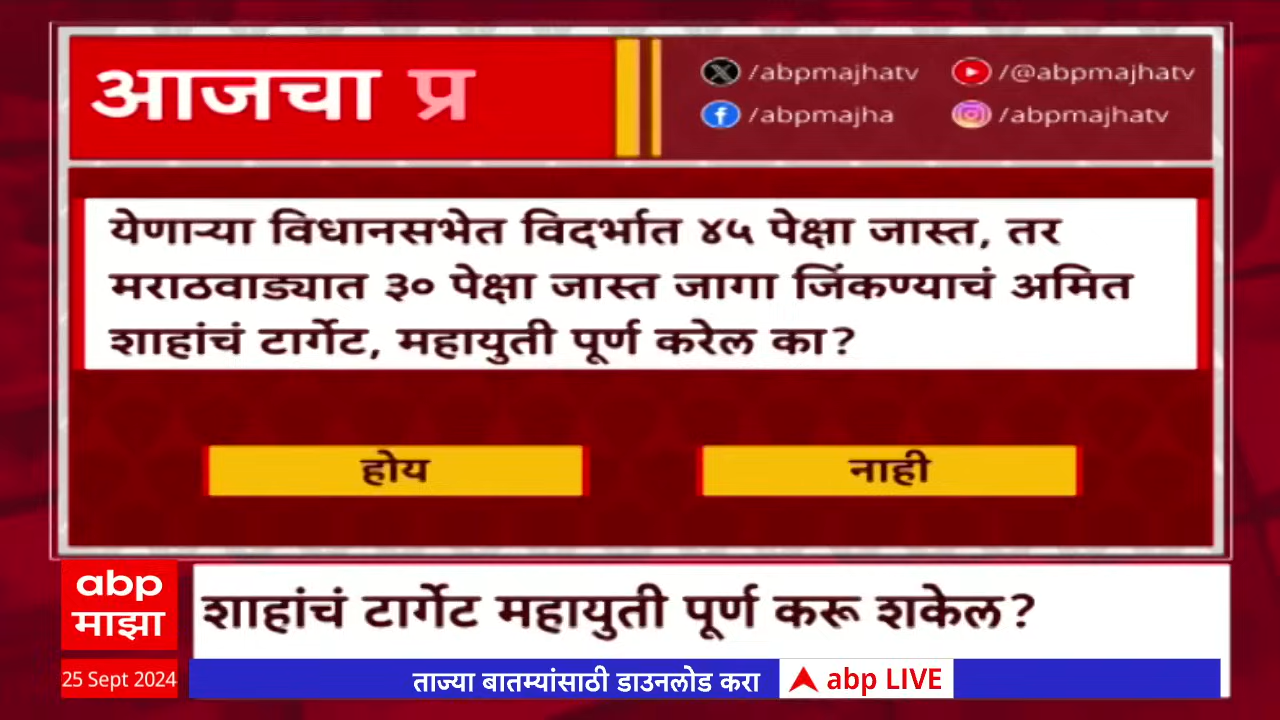 आजचा प्र
/abpmajhatv
/@abpmajhatv
/abpmajha
/abpmajhatv
येणाऱ्या विधानसभेत विदर्भात ४५ पेक्षा जास्त, तर
मराठवाड्यात ३० पेक्षा जास्त जागा जिंकण्याचं अमित
शाहांचं टार्गेट, महायुती पूर्ण करेल का?
होय
नाही
abp
माझा
शाहांचं टार्गेट महायुती पूर्ण करू शकेल?
25 Sept 2024
ताज्या बातम्यांसाठी डाउनलोड करा
abp LIVE